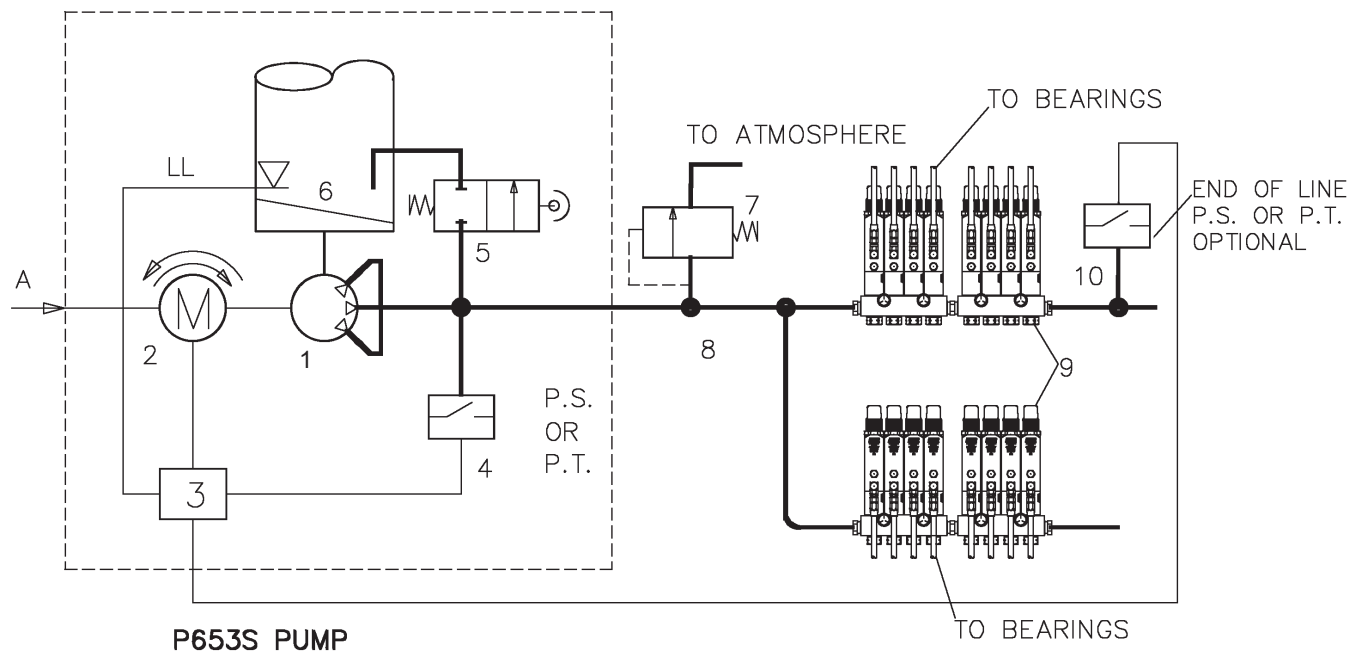 TO BEARINGS
TO ATMOSPHERE
LL
6
7
END OF LINE
P.S. OR P.T.
OPTIONAL
5
10
A
M
2
1
8
9
P.S.
OR
P.T.
4
3
TO BEARINGS
P653S PUMP